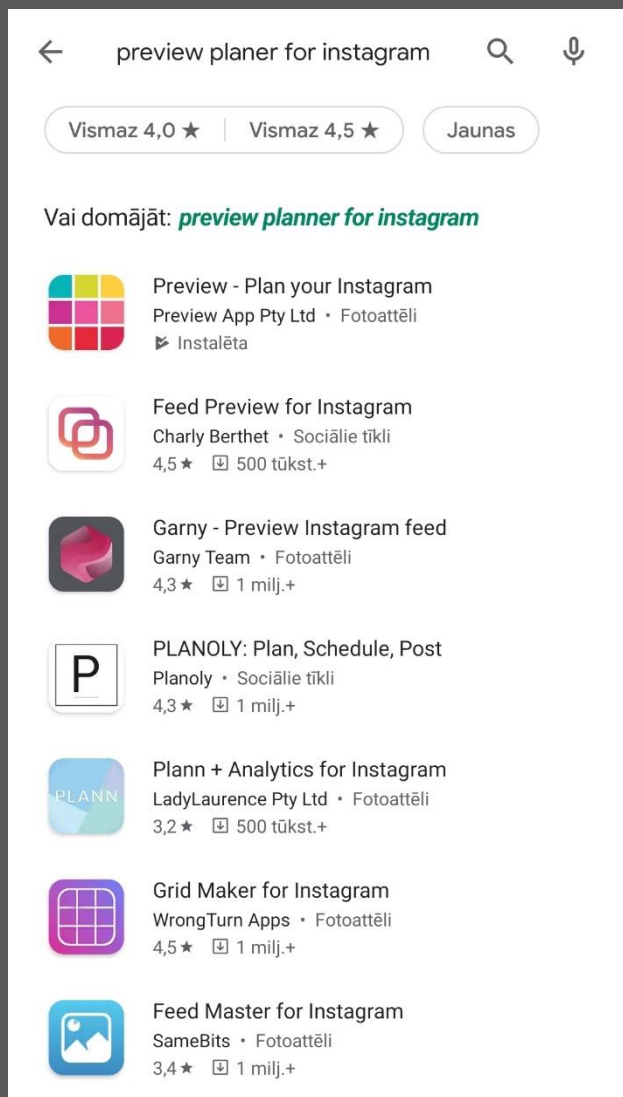 preview planer for instagram
Vismaz 4,0 ★ Vismaz 4,5 ★ Jaunas
Vai domājāt: preview planner for instagram
Preview - Plan your Instagram
Preview App Pty Ltd • Fotoattēli
Instalēta
Feed Preview for Instagram
Charly Berthet • Sociālie tīkli
4,5 ★ 500 tūkst.+
Garny - Preview Instagram feed
Garny Team • Fotoattēli
4,3 ★ 1 milj.+
P
PLANOLY: Plan, Schedule, Post
Planoly • Sociālie tīkli
4,3 ★ 1 milj.+
PLANN
Plann + Analytics for Instagram
LadyLaurence Pty Ltd • Fotoattēli
3,2 ★ 500 tūkst.+
Grid Maker for Instagram
WrongTurn Apps • Fotoattēli
4,5 ★ 1 milj.+
Feed Master for Instagram
SameBits • Fotoattēli
3,4 ★ 1 milj.+